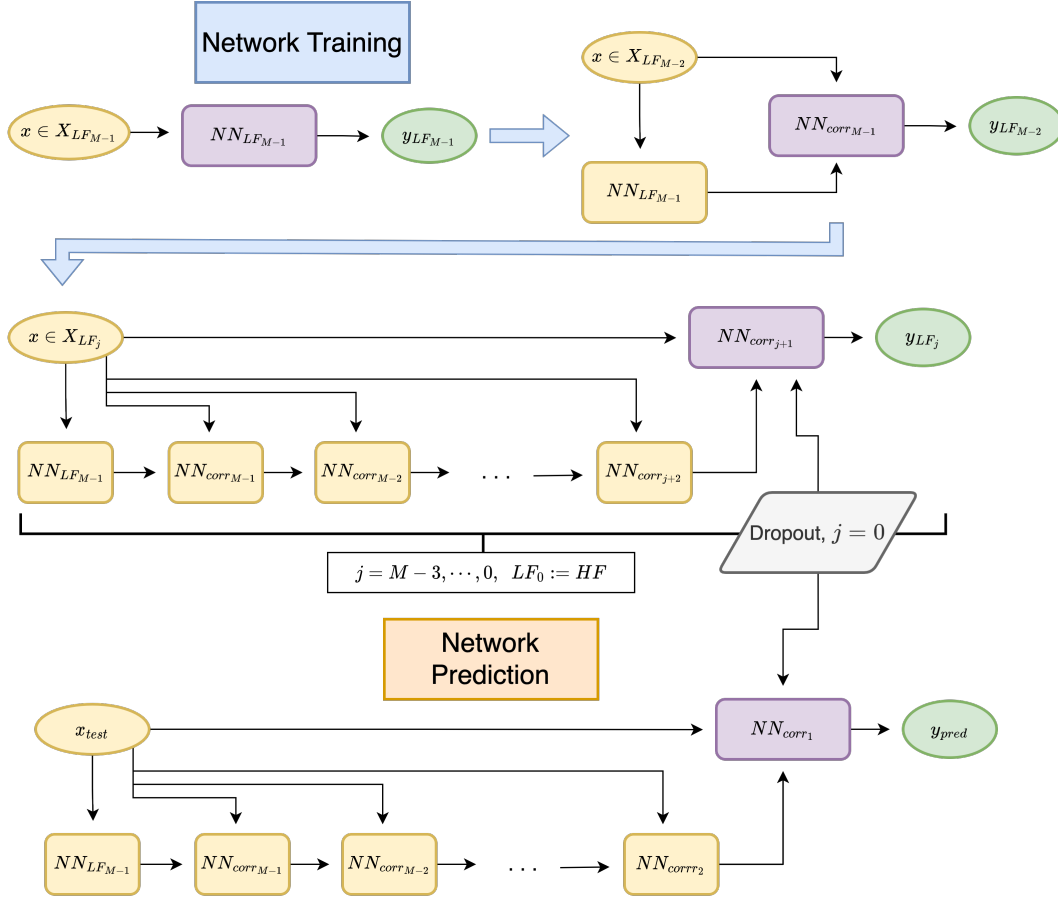 Network Training
x ∈ X_{LF_{M-1}}
NN_{LF_{M-1}}
y_{LF_{M-1}}
x ∈ X_{LF_{M-2}}
NN_{corr_{M-1}}
y_{LF_{M-2}}
NN_{LF_{M-1}}
x ∈ X_{LF_j}
NN_{corr_{j+1}}
y_{LF_j}
NN_{LF_{M-1}}
NN_{corr_{M-1}}
NN_{corr_{M-2}}
...
NN_{corr_{j+2}}
Dropout, j = 0
j = M − 3, ⋯, 0, LF_0 := HF
Network
Prediction
x_{test}
NN_{corr_1}
y_{pred}
NN_{LF_{M-1}}
NN_{corr_{M-1}}
NN_{corr_{M-2}}
...
NN_{corrr_2}